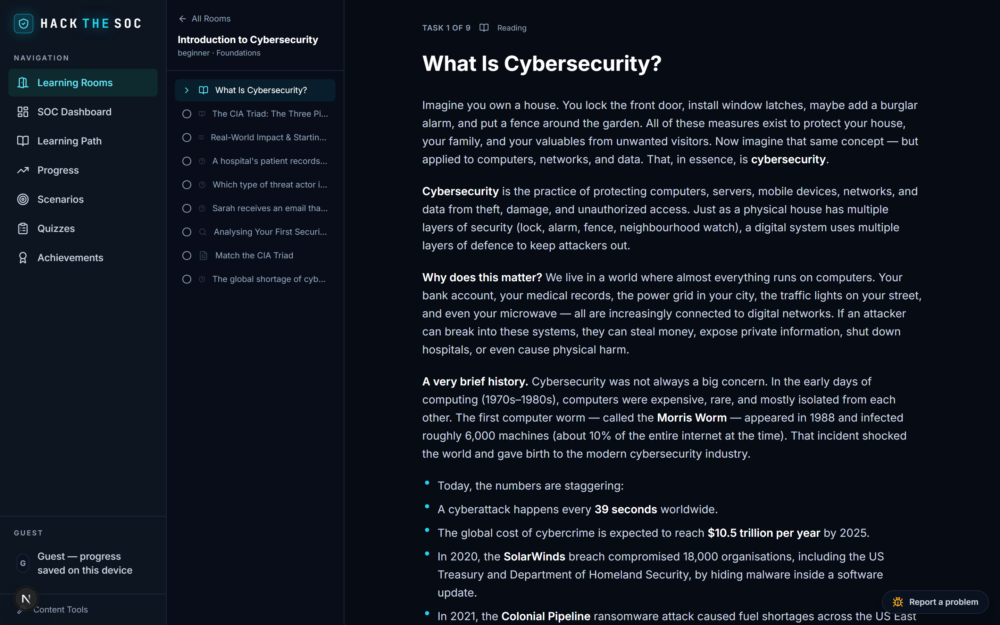 HACK THE SOC
NAVIGATION
Learning Rooms
SOC Dashboard
Learning Path
Progress
Scenarios
Quizzes
Achievements
GUEST
G
Guest — progress
saved on this device
N
Content Tools
All Rooms
Introduction to Cybersecurity
beginner · Foundations
What Is Cybersecurity?
The CIA Triad: The Three Pi...
Real-World Impact & Startin...
A hospital's patient records...
Which type of threat actor i...
Sarah receives an email tha...
Analysing Your First Securi...
Match the CIA Triad
The global shortage of cyb...
TASK 1 OF 9 Reading
What Is Cybersecurity?
Imagine you own a house. You lock the front door, install window latches, maybe add a burglar
alarm, and put a fence around the garden. All of these measures exist to protect your house,
your family, and your valuables from unwanted visitors. Now imagine that same concept — but
applied to computers, networks, and data. That, in essence, is cybersecurity.
Cybersecurity is the practice of protecting computers, servers, mobile devices, networks, and
data from theft, damage, and unauthorized access. Just as a physical house has multiple
layers of security (lock, alarm, fence, neighbourhood watch), a digital system uses multiple
layers of defence to keep attackers out.
Why does this matter? We live in a world where almost everything runs on computers. Your
bank account, your medical records, the power grid in your city, the traffic lights on your street,
and even your microwave — all are increasingly connected to digital networks. If an attacker
can break into these systems, they can steal money, expose private information, shut down
hospitals, or even cause physical harm.
A very brief history. Cybersecurity was not always a big concern. In the early days of
computing (1970s–1980s), computers were expensive, rare, and mostly isolated from each
other. The first computer worm — called the Morris Worm — appeared in 1988 and infected
roughly 6,000 machines (about 10% of the entire internet at the time). That incident shocked
the world and gave birth to the modern cybersecurity industry.
Today, the numbers are staggering:
A cyberattack happens every 39 seconds worldwide.
The global cost of cybercrime is expected to reach $10.5 trillion per year by 2025.
In 2020, the SolarWinds breach compromised 18,000 organisations, including the US
Treasury and Department of Homeland Security, by hiding malware inside a software
update.
In 2021, the Colonial Pipeline ransomware attack caused fuel shortages across the US East
Report a problem